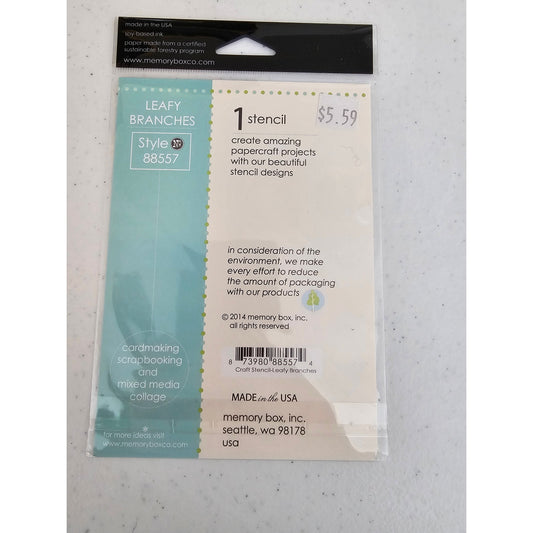 made in the USA
soy-based ink
paper made from a certified
sustainable forestry program
www.memoryboxco.com
LEAFY
BRANCHES
Style
88557
1 stencil
$5.59
create amazing
papercraft projects
with our beautiful
stencil designs
in consideration of the
environment, we make
every effort to reduce
the amount of packaging
with our products
©2014 memory box, inc.
all rights reserved
8 73980 88557 4
Craft Stencil-Leafy Branches
cardmaking
scrapbooking
and
mixed media
collage
MADE in the USA
memory box, inc.
seattle, wa 98178
usa
*
for more ideas visit
www.memoryboxco.com